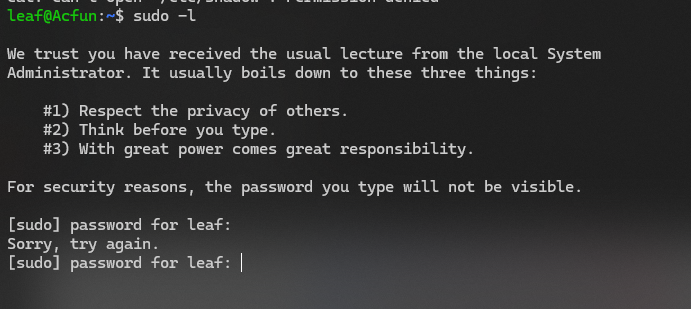 leaf@Acfun:~$ sudo -l
We trust you have received the usual lecture from the local System
Administrator. It usually boils down to these three things:
#1) Respect the privacy of others.
#2) Think before you type.
#3) With great power comes great responsibility.
For security reasons, the password you type will not be visible.
[sudo] password for leaf:
Sorry, try again.
[sudo] password for leaf: